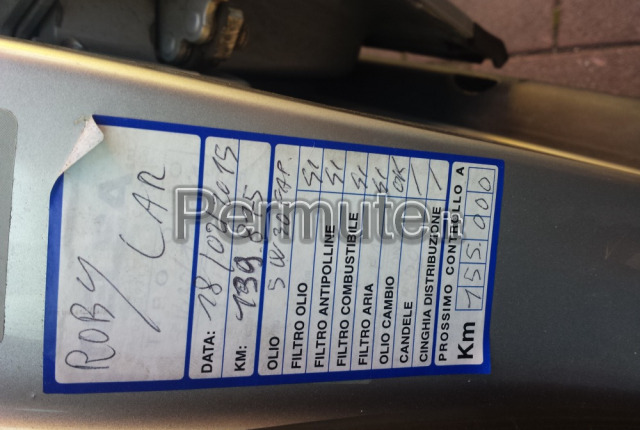 ROBY CAR
DATA: 18/02/2015
KM: 139
OLIO 5W30
FILTRO OLIO SI
FILTRO ANTIPOLLINE SI
FILTRO COMBUSTIBILE SI
FILTRO ARIA SI
OLIO CAMBIO OK
CANDELE /
CINGHIA DISTRIBUZIONE /
PROSSIMO CONTROLLO A
Km 155.000
Permute.it